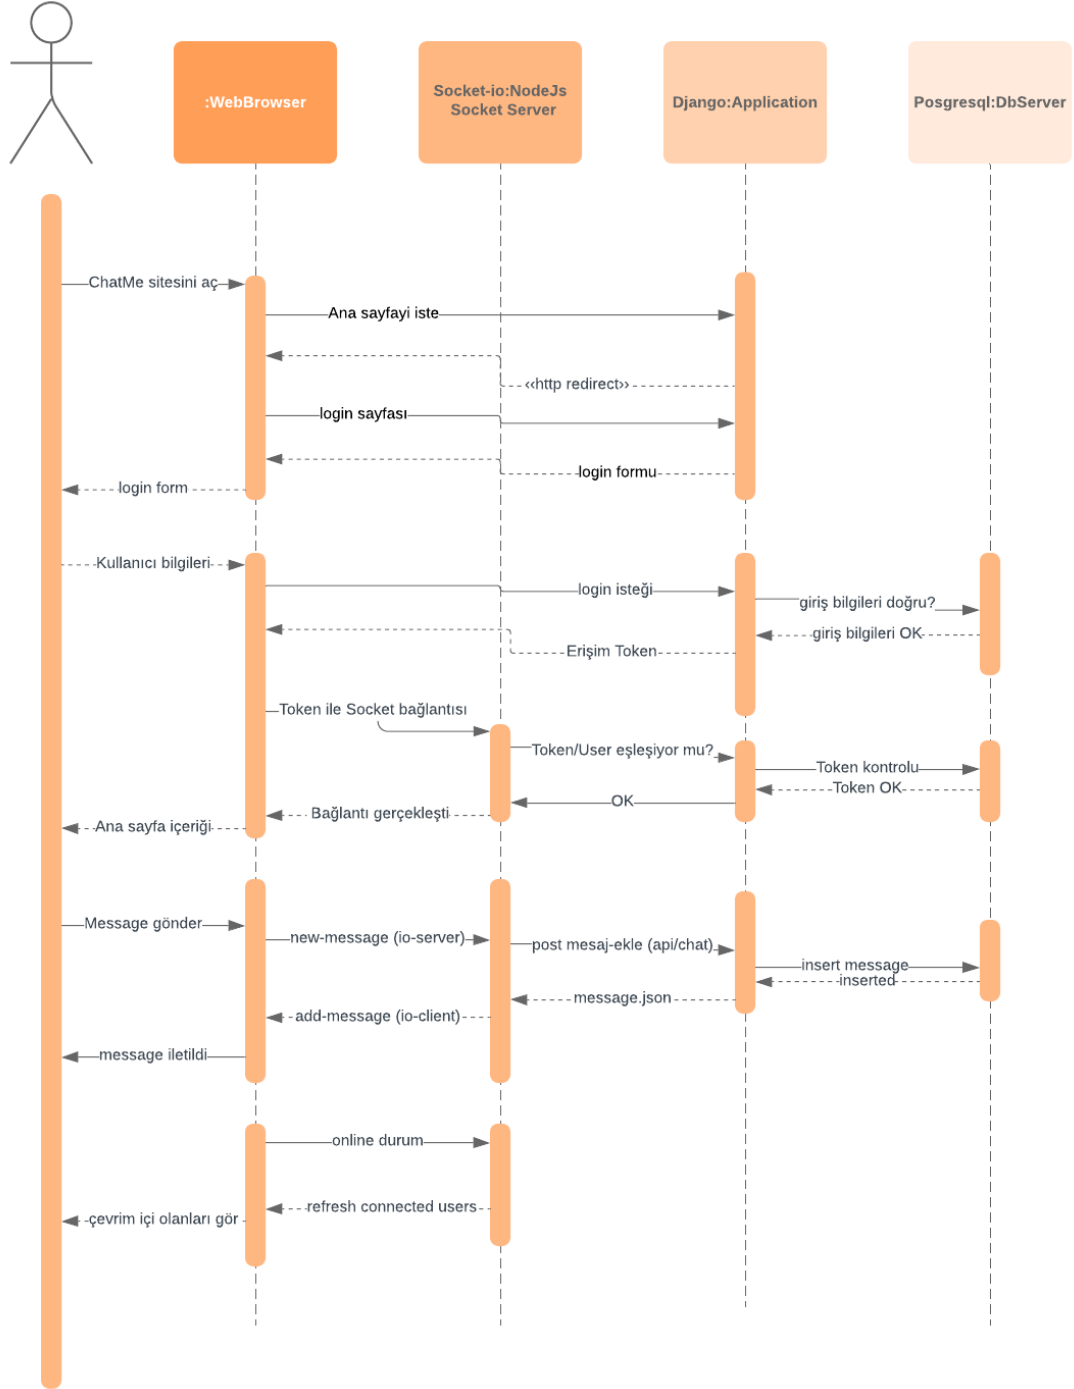 :WebBrowser
Socket-io:NodeJs
Socket Server
Django:Application
Posgresql:DbServer
ChatMe sitesini aç
Ana sayfayi iste
‹‹http redirect››
login sayfası
login formu
login form
Kullanıcı bilgileri
login isteği
giriş bilgileri doğru?
giriş bilgileri OK
Erişim Token
Token ile Socket bağlantısı
Token/User eşleşiyor mu?
Token kontrolu
Token OK
OK
Bağlantı gerçekleşti
Ana sayfa içeriği
Message gönder
new-message (io-server)
post mesaj-ekle (api/chat)
insert message
inserted
message.json
add-message (io-client)
message iletildi
online durum
refresh connected users
çevrim içi olanları gör